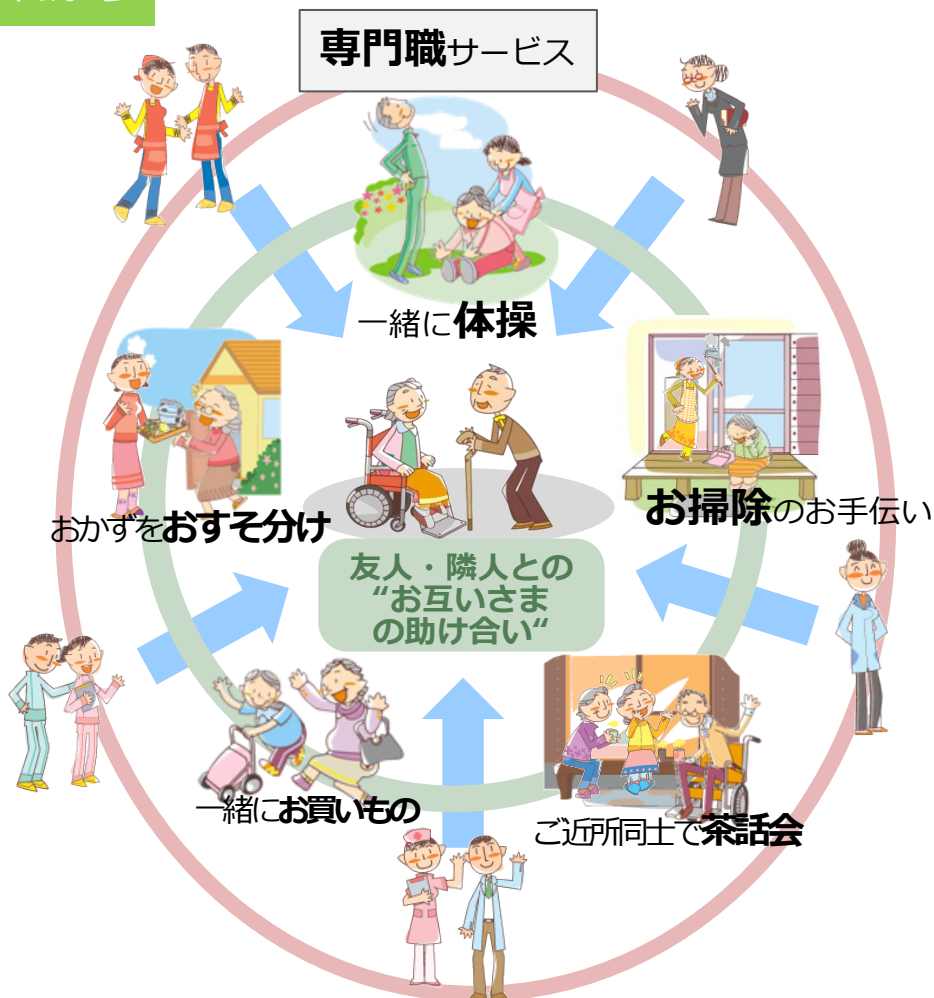 専門職サービス
一緒に体操
おかずをおすそ分け
お掃除のお手伝い
友人・隣人との
“お互いさま
の助け合い“
一緒にお買いもの
ご近所同士で茶話会